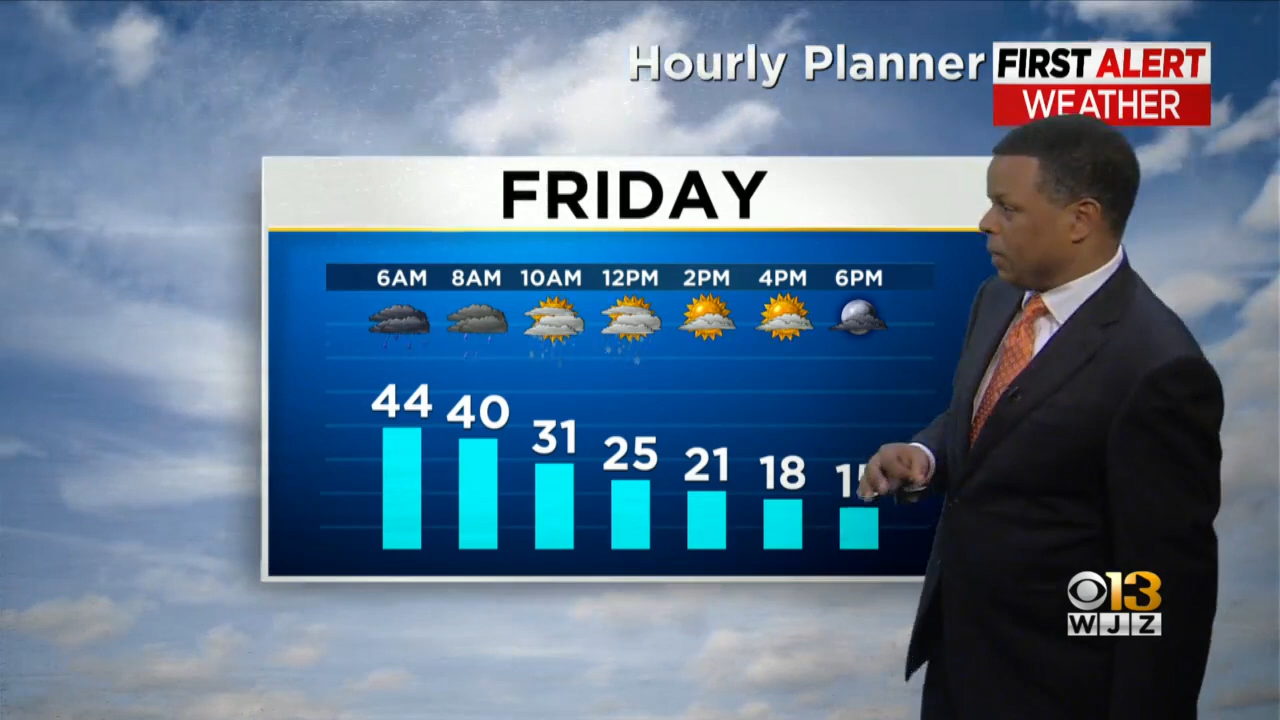 Hourly Planner
FIRST ALERT
WEATHER
FRIDAY
6AM 8AM 10AM 12PM 2PM 4PM 6PM
44 40 31 25 21 18
13
WJZ